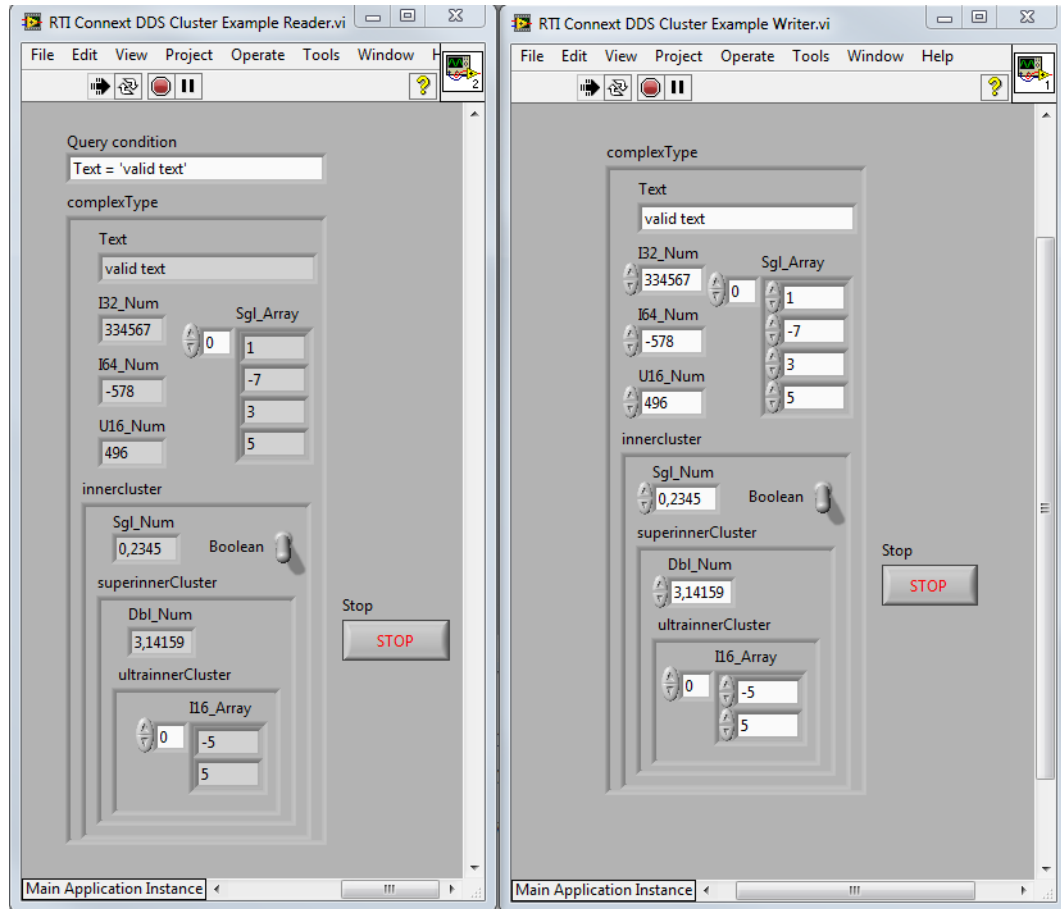 RTI Connext DDS Cluster Example Reader.vi
File Edit View Project Operate Tools Window H
2
Query condition
Text = 'valid text'
complexType
Text
valid text
I32_Num
334567
Sgl_Array
0
1
-7
3
5
I64_Num
-578
U16_Num
496
innercluster
Sgl_Num
0,2345
Boolean
superinnerCluster
Dbl_Num
3,14159
ultrainnerCluster
I16_Array
0
-5
5
Stop
STOP
Main Application Instance
RTI Connext DDS Cluster Example Writer.vi
File Edit View Project Operate Tools Window Help
1
complexType
Text
valid text
I32_Num
334567
Sgl_Array
0
1
-7
3
5
I64_Num
-578
U16_Num
496
innercluster
Sgl_Num
0,2345
Boolean
superinnerCluster
Dbl_Num
3,14159
ultrainnerCluster
I16_Array
0
-5
5
Stop
STOP
Main Application Instance